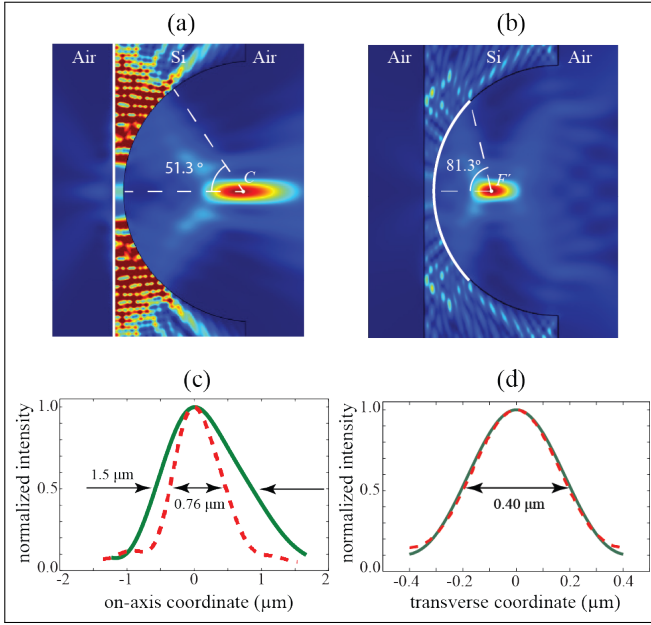 (a)
(b)
Air
Si
Air
Air
Si
Air
51.3 °
C
81.3°
F′
(c)
(d)
normalized intensity
1.0
0.5
0.0
1.5 μm
0.76 μm
-2
-1
0
1
2
on-axis coordinate (μm)
normalized intensity
1.0
0.5
0.0
0.40 μm
-0.4
-0.2
0
0.2
0.4
transverse coordinate (μm)